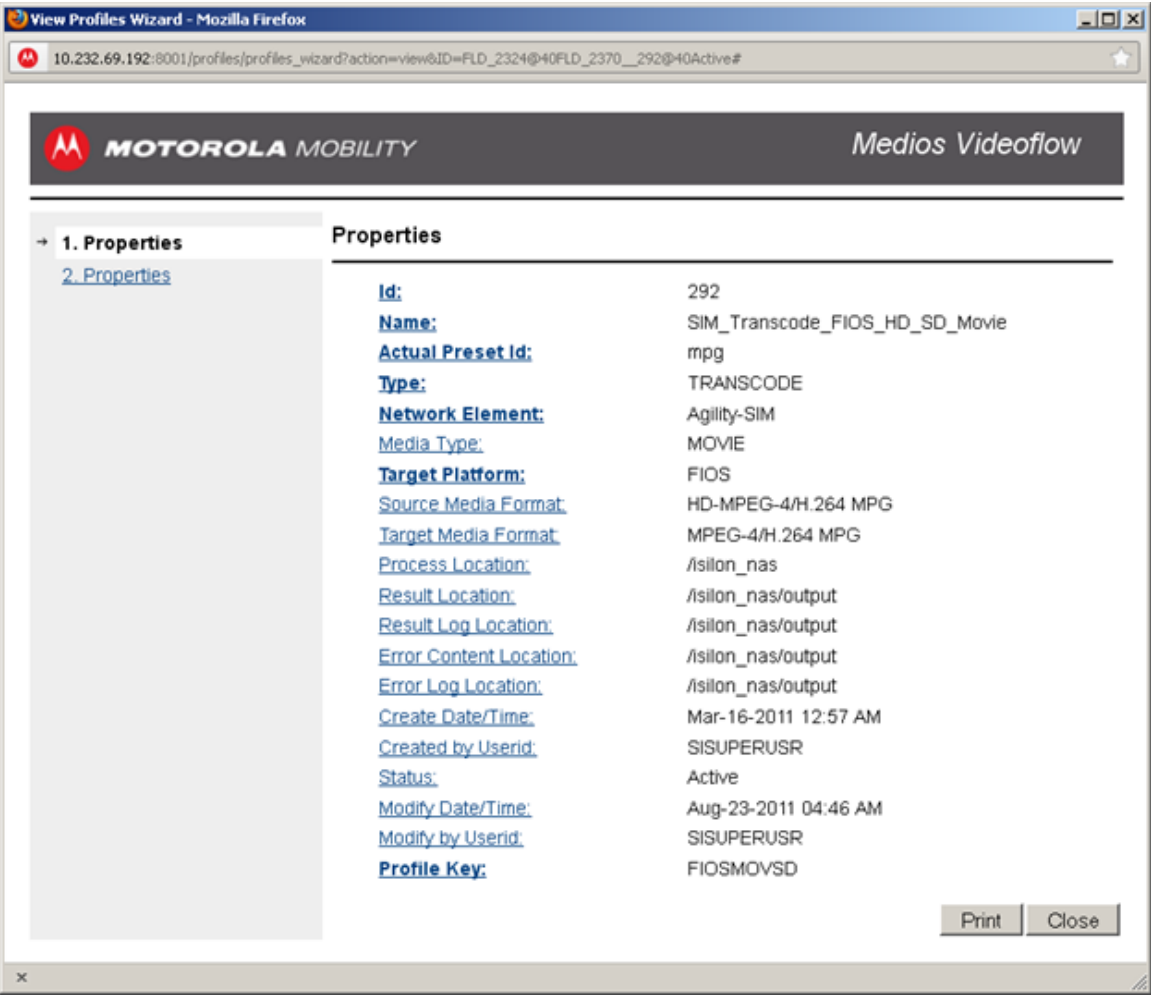 View Profiles Wizard - Mozilla Firefox
10.232.69.192:8001/profiles/profiles_wizard?action=view&ID=FLD_2324@40FLD_2370__292@40Active#
MOTOROLA MOBILITY
Medios Videoflow
→ 1. Properties
2. Properties
Properties
Id: 292
Name: SIM_Transcode_FIOS_HD_SD_Movie
Actual Preset Id: mpg
Type: TRANSCODE
Network Element: Agility-SIM
Media Type: MOVIE
Target Platform: FIOS
Source Media Format: HD-MPEG-4/H.264 MPG
Target Media Format: MPEG-4/H.264 MPG
Process Location: /isilon_nas
Result Location: /isilon_nas/output
Result Log Location: /isilon_nas/output
Error Content Location: /isilon_nas/output
Error Log Location: /isilon_nas/output
Create Date/Time: Mar-16-2011 12:57 AM
Created by Userid: SISUPERUSR
Status: Active
Modify Date/Time: Aug-23-2011 04:46 AM
Modify by Userid: SISUPERUSR
Profile Key: FIOSMOVSD
Print Close